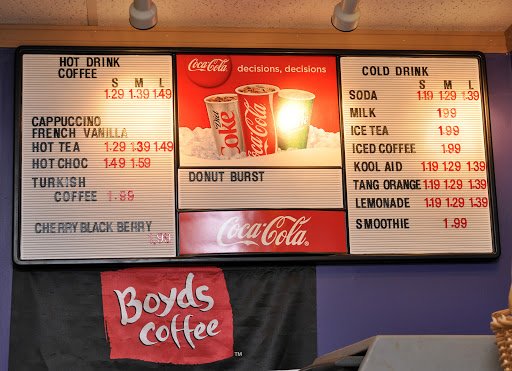 HOT DRINK
COFFEE
S M L
1.29 1.39 1.49
CAPPUCCINO
FRENCH VANILLA
HOT TEA 1.29 1.39 1.49
HOT CHOC 1.49 1.59
TURKISH
COFFEE 1.99
CHERRY BLACK BERRY
Coca-Cola decisions, decisions
Diet Coke
Coca-Cola
DONUT BURST
Coca-Cola
COLD DRINK
S M L
SODA 1.19 1.29 1.39
MILK 1.99
ICE TEA 1.99
ICED COFFEE 1.99
KOOL AID 1.19 1.29 1.39
TANG ORANGE 1.19 1.29 1.39
LEMONADE 1.19 1.29 1.39
SMOOTHIE 1.99
Boyds
coffee
TM